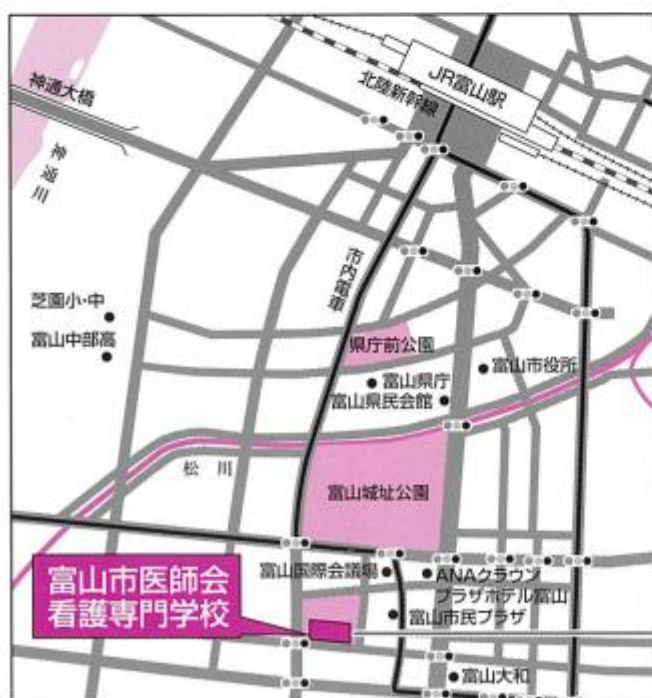 JR富山駅
北陸新幹線
神通大橋
市内電車
芝園小・中
富山中部高
県庁前公園
富山県庁
富山市役所
富山県民会館
松川
富山城址公園
富山国際会議場
ANAクラウン
プラザホテル富山
富山市医師会
看護専門学校
富山市民プラザ
富山大和